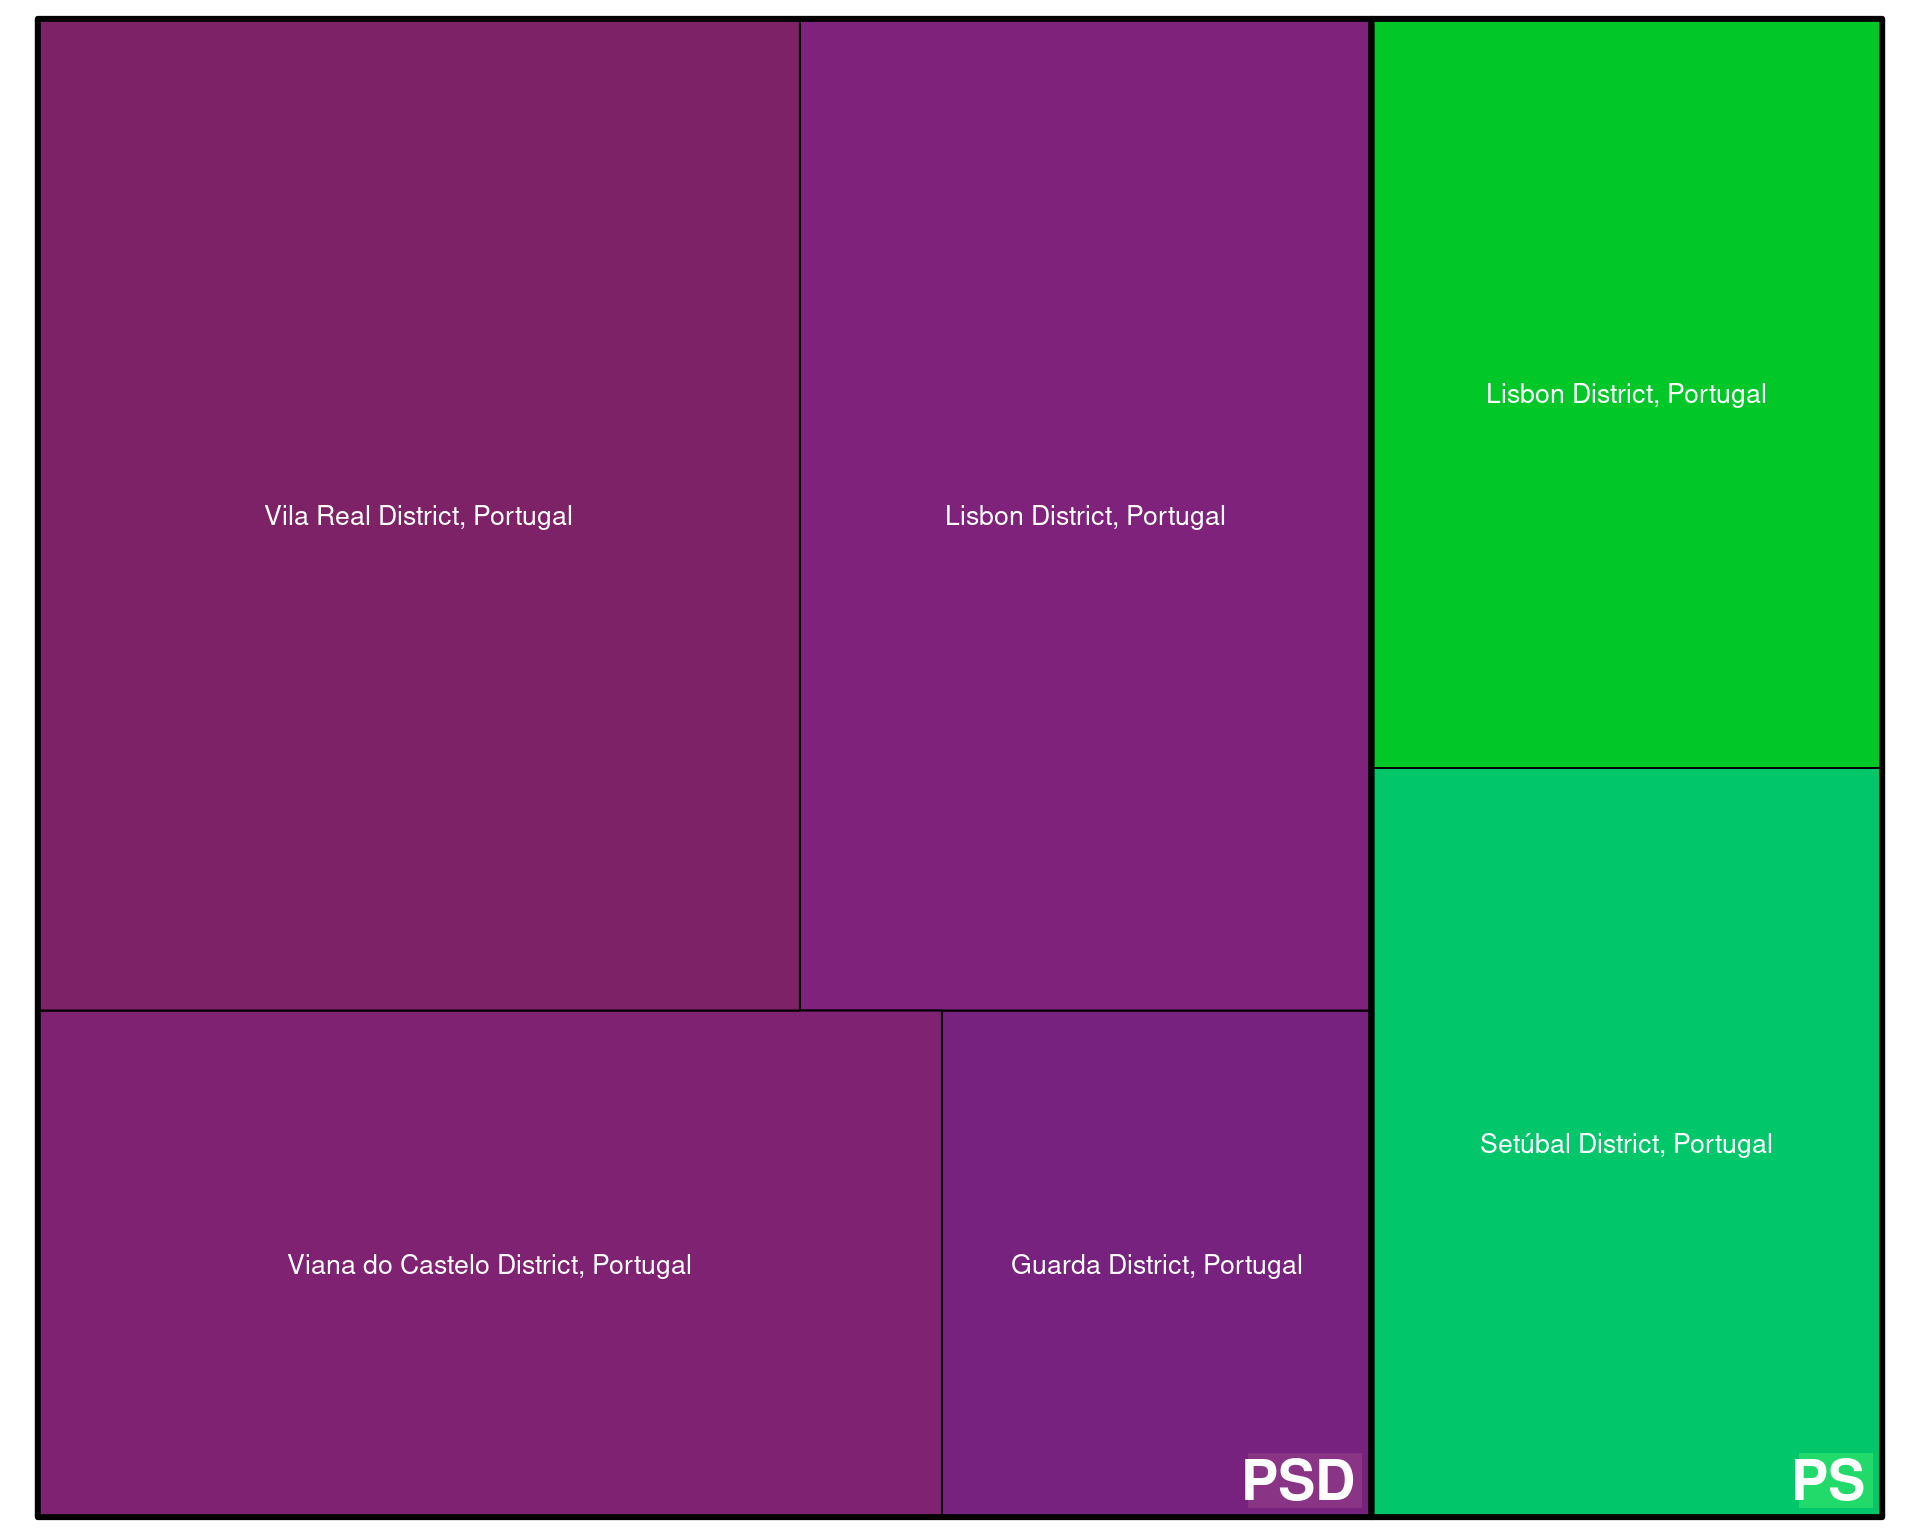 Vila Real District, Portugal
Lisbon District, Portugal
Viana do Castelo District, Portugal
Guarda District, Portugal
PSD
Lisbon District, Portugal
Setúbal District, Portugal
PS